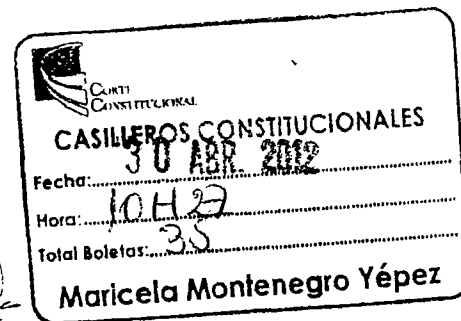 CORTE
CONSTITUCIONAL
CASILLEROS CONSTITUCIONALES
30 ABR. 2012
Fecha:
Hora: 10H27
Total Boletas: 35
Maricela Montenegro Yépez